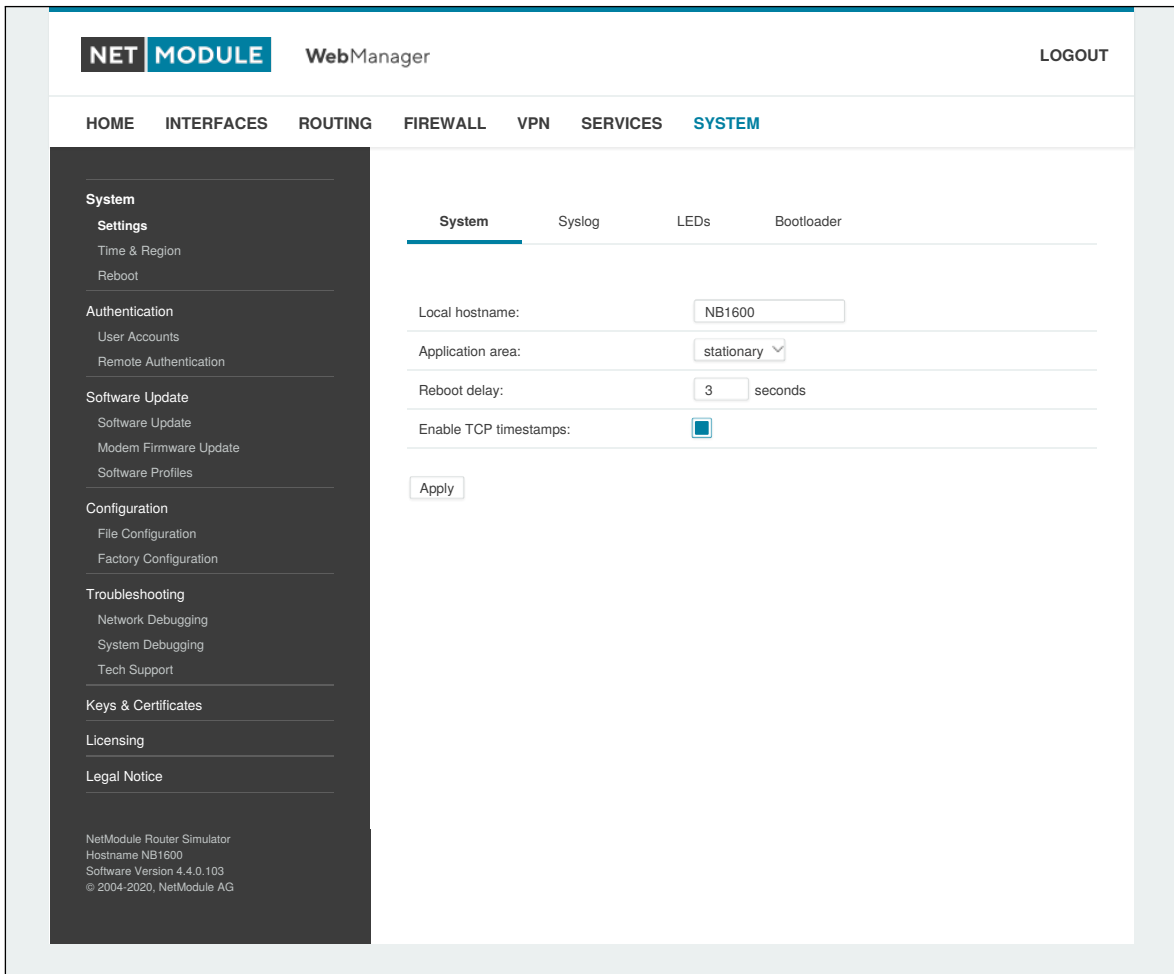 NET MODULE WebManager LOGOUT
HOME INTERFACES ROUTING FIREWALL VPN SERVICES SYSTEM
System
Settings
Time & Region
Reboot
Authentication
User Accounts
Remote Authentication
Software Update
Software Update
Modem Firmware Update
Software Profiles
Configuration
File Configuration
Factory Configuration
Troubleshooting
Network Debugging
System Debugging
Tech Support
Keys & Certificates
Licensing
Legal Notice
NetModule Router Simulator
Hostname NB1600
Software Version 4.4.0.103
© 2004-2020, NetModule AG
System Syslog LEDs Bootloader
Local hostname: NB1600
Application area: stationary
Reboot delay: 3 seconds
Enable TCP timestamps:
Apply